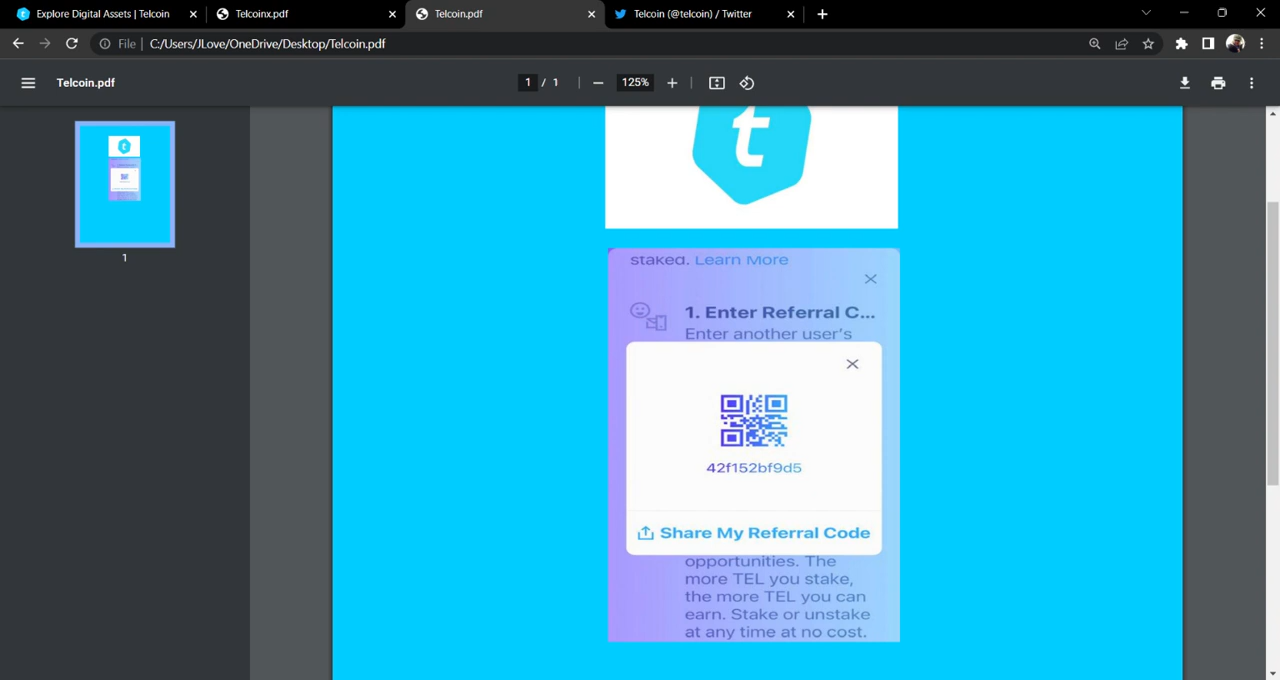 Explore Digital Assets | Telcoin
Telcoinx.pdf
Telcoin.pdf
Telcoin (@telcoin) / Twitter
File
C:/Users/JLove/OneDrive/Desktop/Telcoin.pdf
Telcoin.pdf
1 / 1
125%
1
t
staked. Learn More
1. Enter Referral C...
Enter another user's
42f152bf9d5
Share My Referral Code
opportunities. The
more TEL you stake,
the more TEL you can
earn. Stake or unstake
at any time at no cost.